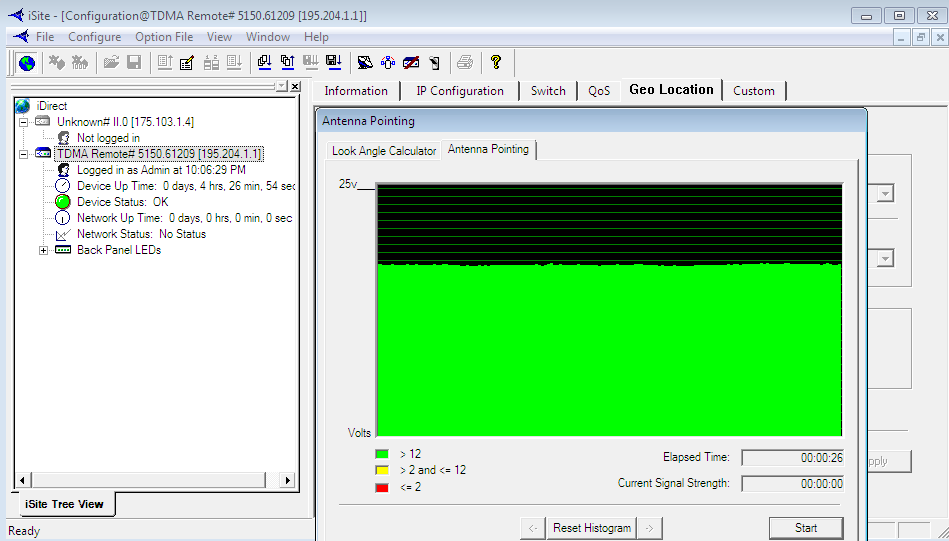 iSite - [Configuration@TDMA Remote# 5150.61209 [195.204.1.1]]
File Configure Option File View Window Help
Information IP Configuration Switch QoS Geo Location Custom
iDirect
Unknown# II.0 [175.103.1.4]
Not logged in
TDMA Remote# 5150.61209 [195.204.1.1]
Logged in as Admin at 10:06:29 PM
Device Up Time: 0 days, 4 hrs, 26 min, 54 sec
Device Status: OK
Network Up Time: 0 days, 0 hrs, 0 min, 0 sec
Network Status: No Status
Back Panel LEDs
iSite Tree View
Ready
Antenna Pointing
Look Angle Calculator Antenna Pointing
25v
Volts
> 12
> 2 and <= 12
<= 2
Elapsed Time: 00:00:26
Current Signal Strength: 00:00:00
<- Reset Histogram -> Start
pply